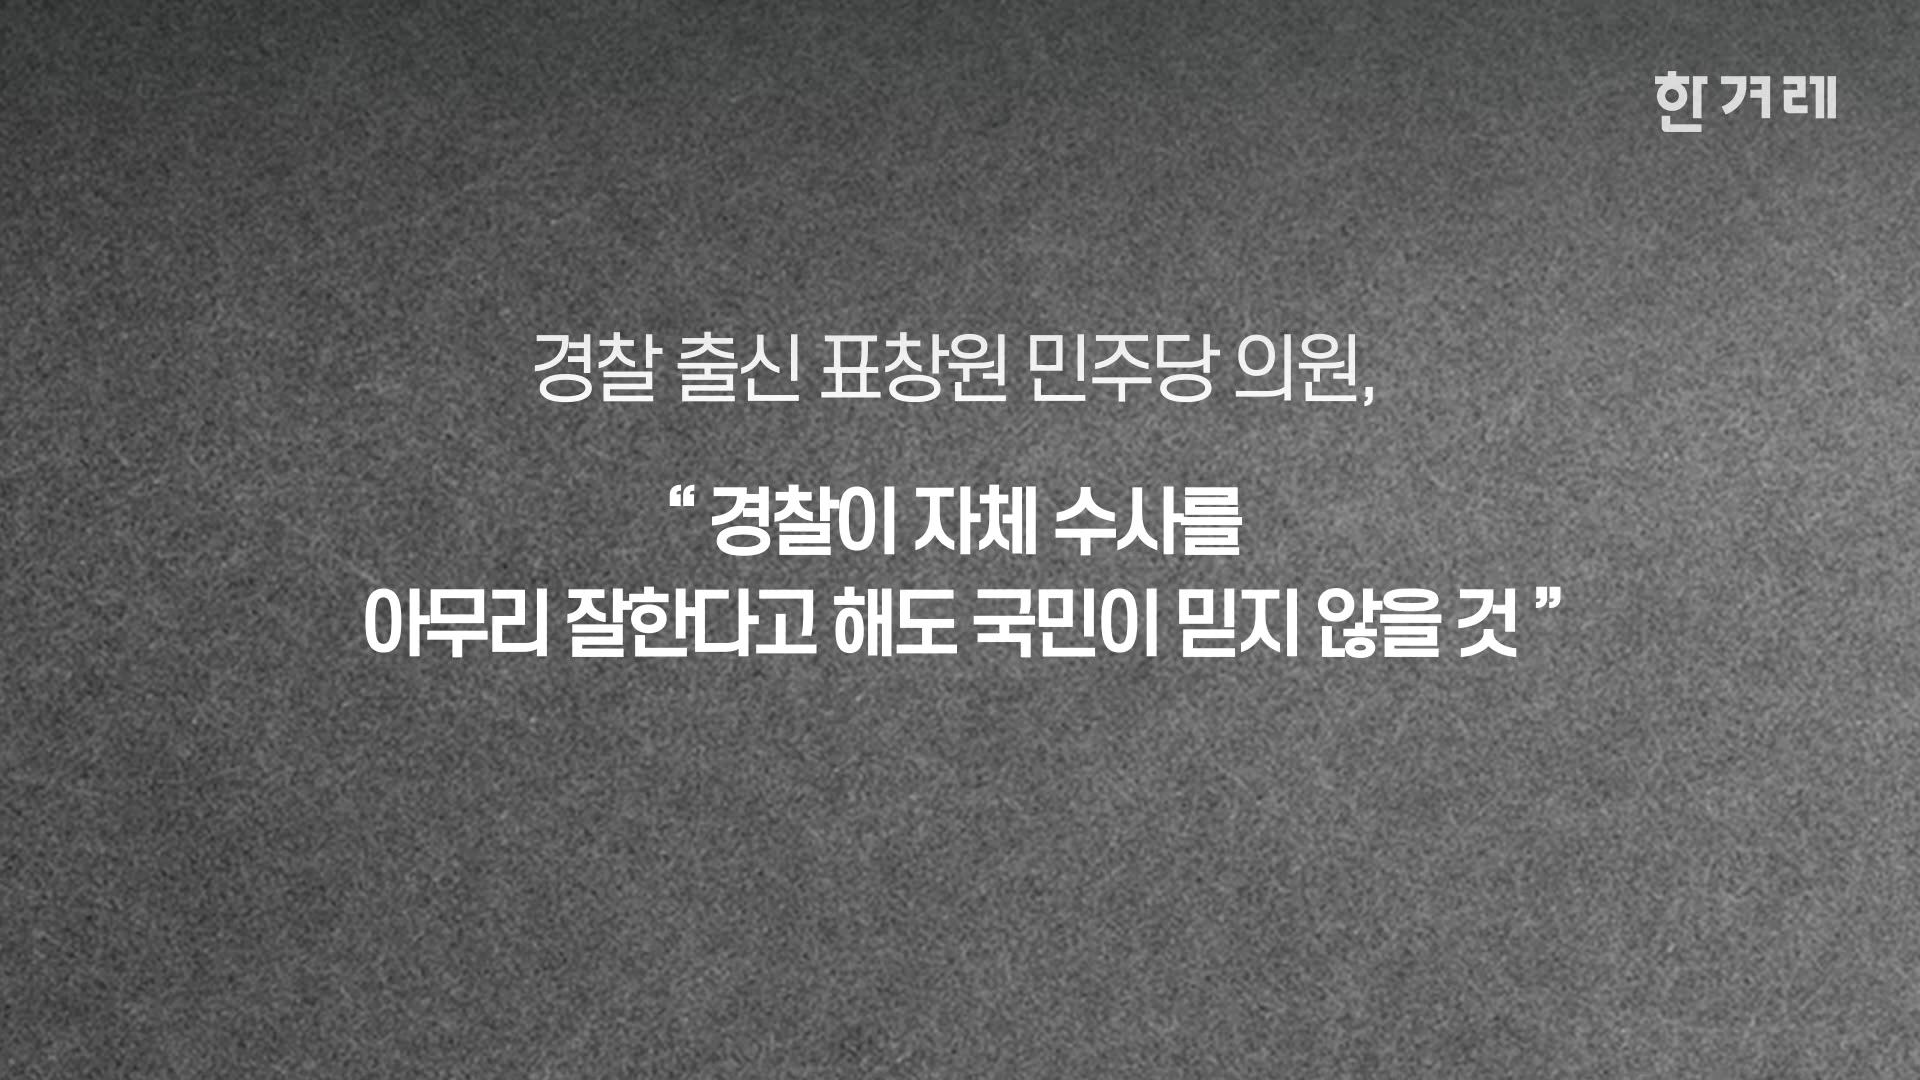 한겨레
경찰 출신 표창원 민주당 의원,
“ 경찰이 자체 수사를
아무리 잘한다고 해도 국민이 믿지 않을 것 ”